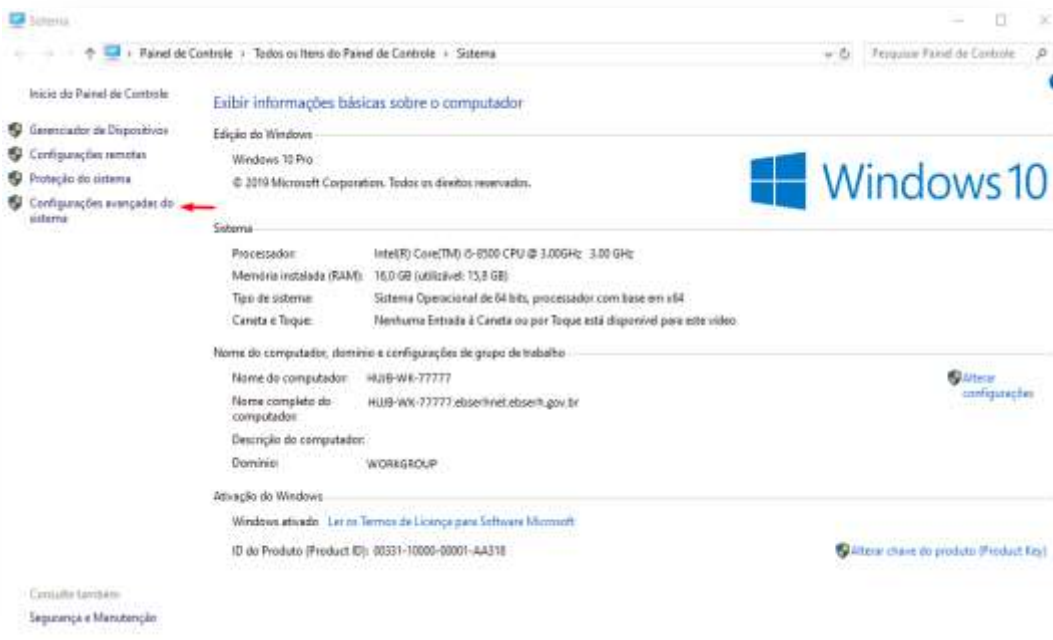 Sistema
Painel de Controle › Todos os Itens do Painel de Controle › Sistema
Pesquisar Painel de Controle
Início do Painel de Controle
Gerenciador de Dispositivos
Configurações remotas
Proteção do sistema
Configurações avançadas do
sistema
Exibir informações básicas sobre o computador
Edição do Windows
Windows 10 Pro
© 2019 Microsoft Corporation. Todos os direitos reservados.
Windows 10
Sistema
Processador: Intel(R) Core(TM) i5-8500 CPU @ 3.00GHz 3.00 GHz
Memória instalada (RAM): 16,0 GB (utilizável: 15,8 GB)
Tipo de sistema: Sistema Operacional de 64 bits, processador com base em x64
Caneta e Toque: Nenhuma Entrada à Caneta ou por Toque está disponível para este vídeo
Nome do computador, domínio e configurações de grupo de trabalho
Nome do computador: HUJB-WK-77777
Alterar
configurações
Nome completo do
computador: HUJB-WK-77777.ebserhnet.ebserh.gov.br
Descrição do computador:
Domínio: WORKGROUP
Ativação do Windows
Windows ativado Ler os Termos de Licença para Software Microsoft
ID do Produto (Product ID): 00331-10000-00001-AA318
Alterar chave do produto (Product Key)
Consulte também
Segurança e Manutenção